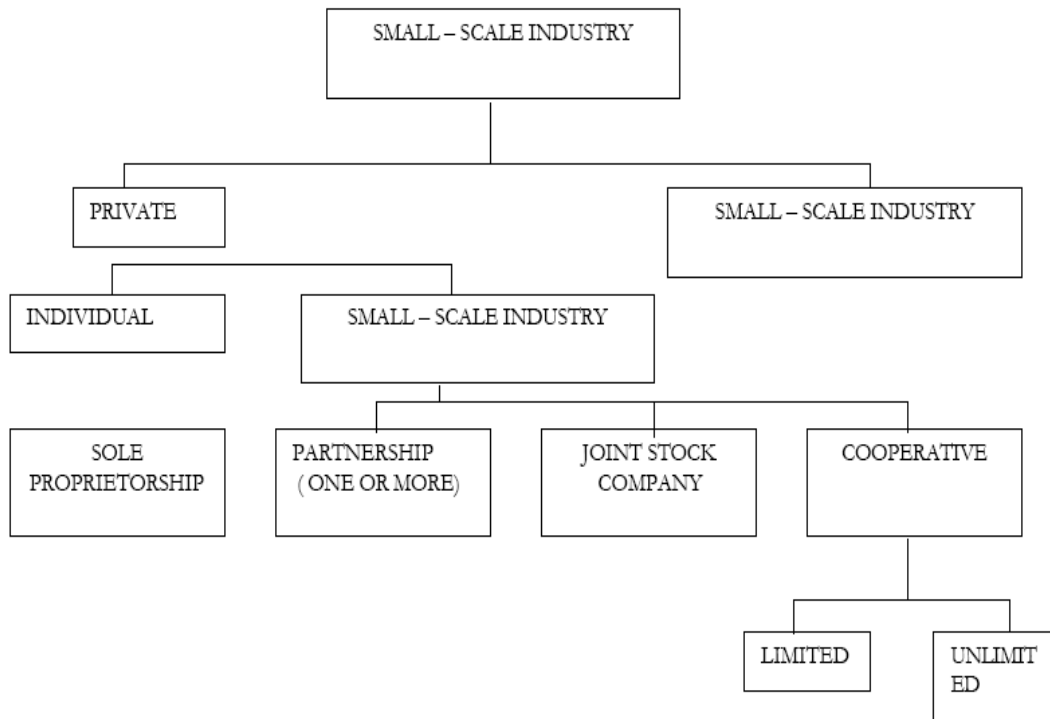 SMALL – SCALE INDUSTRY
PRIVATE
SMALL – SCALE INDUSTRY
INDIVIDUAL
SMALL – SCALE INDUSTRY
SOLE
PROPRIETORSHIP
PARTNERSHIP
( ONE OR MORE)
JOINT STOCK
COMPANY
COOPERATIVE
LIMITED
UNLIMIT
ED